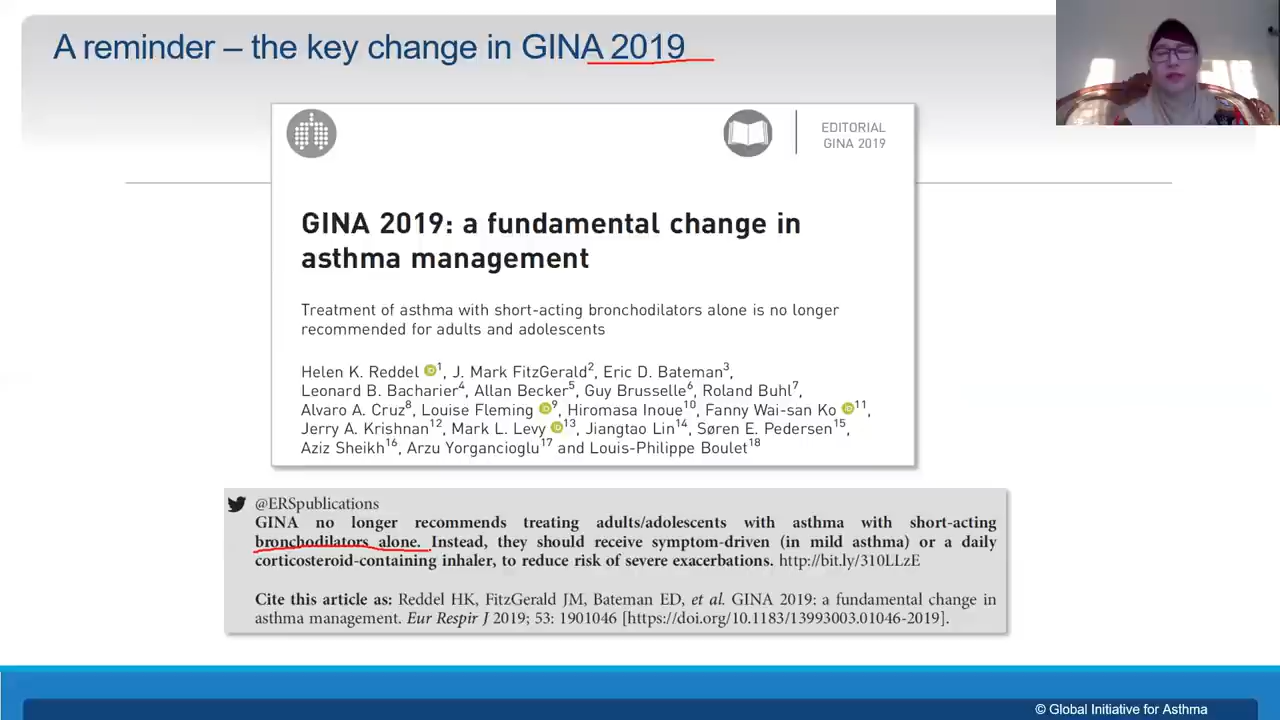 A reminder – the key change in GINA 2019
EDITORIAL
GINA 2019
GINA 2019: a fundamental change in
asthma management
Treatment of asthma with short-acting bronchodilators alone is no longer
recommended for adults and adolescents
Helen K. Reddel iD1, J. Mark FitzGerald2, Eric D. Bateman3,
Leonard B. Bacharier4, Allan Becker5, Guy Brusselle6, Roland Buhl7,
Alvaro A. Cruz8, Louise Fleming iD9, Hiromasa Inoue10, Fanny Wai-san Ko iD11,
Jerry A. Krishnan12, Mark L. Levy iD13, Jiangtao Lin14, Søren E. Pedersen15,
Aziz Sheikh16, Arzu Yorgancioglu17 and Louis-Philippe Boulet18
@ERSpublications
GINA no longer recommends treating adults/adolescents with asthma with short-acting
bronchodilators alone. Instead, they should receive symptom-driven (in mild asthma) or a daily
corticosteroid-containing inhaler, to reduce risk of severe exacerbations. http://bit.ly/310LLzE
Cite this article as: Reddel HK, FitzGerald JM, Bateman ED, et al. GINA 2019: a fundamental change in
asthma management. Eur Respir J 2019; 53: 1901046 [https://doi.org/10.1183/13993003.01046-2019].
© Global Initiative for Asthma